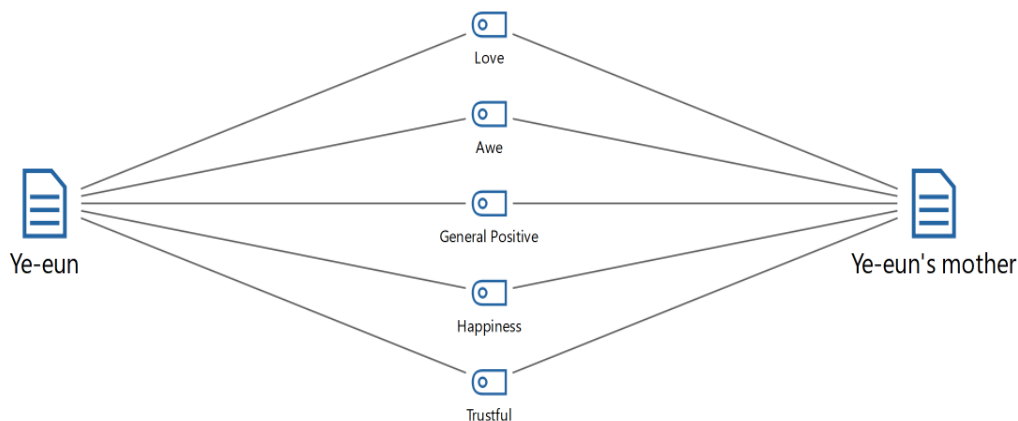 Love
Awe
General Positive
Ye-eun
Ye-eun's mother
Happiness
Trustful